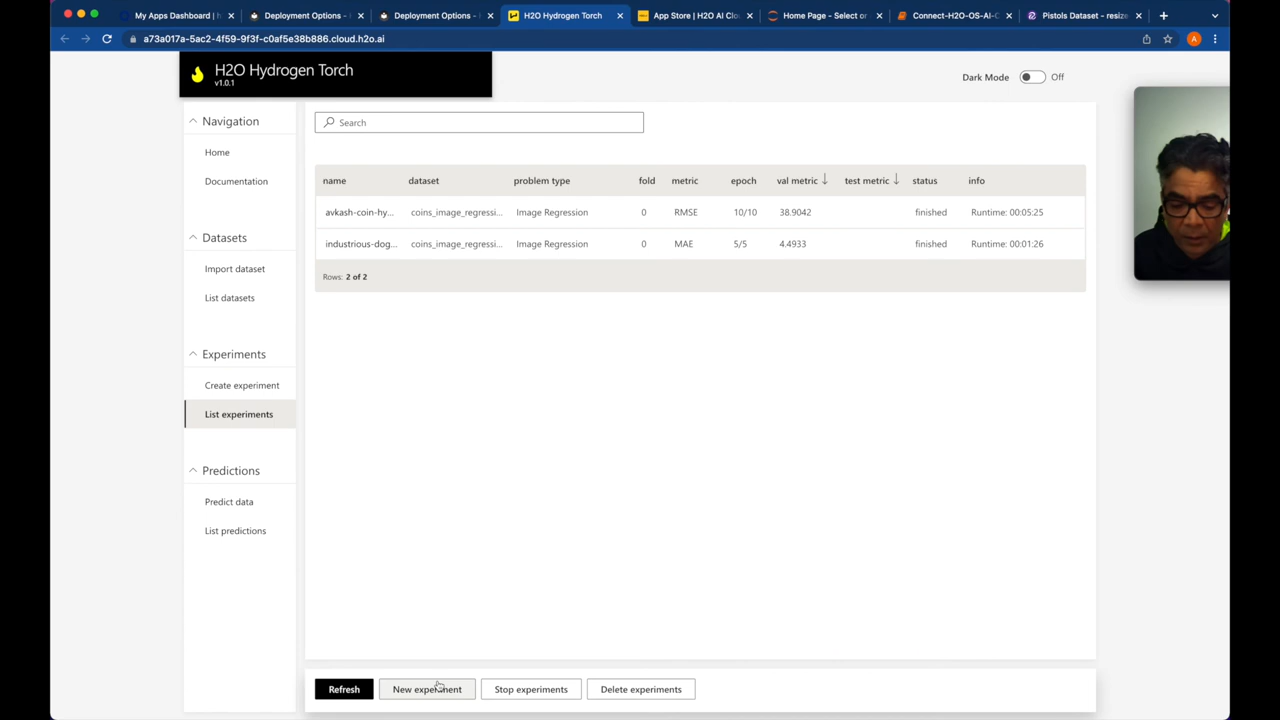 My Apps Dashboard | h
Deployment Options -
Deployment Options -
H2O Hydrogen Torch
App Store | H2O AI Clou
Home Page - Select or
Connect-H2O-OS-AI-C
Pistols Dataset - resize
a73a017a-5ac2-4f59-9f3f-c0af5e38b886.cloud.h2o.ai
A
H2O Hydrogen Torch
v1.0.1
Dark Mode
Off
Navigation
Home
Documentation
Datasets
Import dataset
List datasets
Experiments
Create experiment
List experiments
Predictions
Predict data
List predictions
Search
name dataset problem type fold metric epoch val metric test metric status info
avkash-coin-hy... coins_image_regressi... Image Regression 0 RMSE 10/10 38.9042 finished Runtime: 00:05:25
industrious-dog... coins_image_regressi... Image Regression 0 MAE 5/5 4.4933 finished Runtime: 00:01:26
Rows: 2 of 2
Refresh
New experiment
Stop experiments
Delete experiments